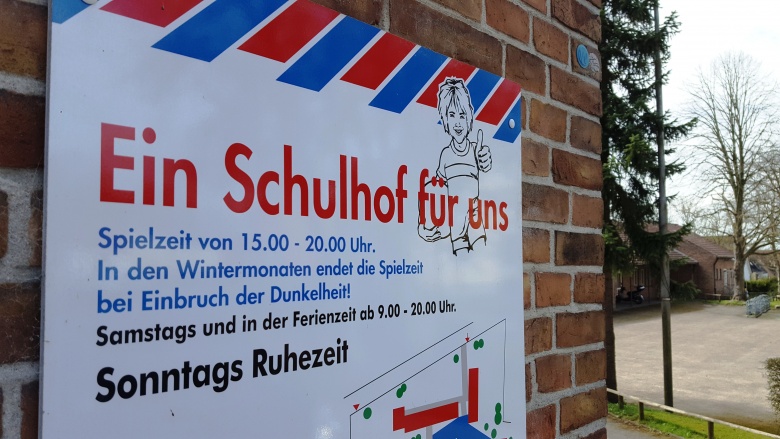 Ein Schulhof für uns
Spielzeit von 15.00 - 20.00 Uhr.
In den Wintermonaten endet die Spielzeit
bei Einbruch der Dunkelheit!
Samstags und in der Ferienzeit ab 9.00 - 20.00 Uhr.
Sonntags Ruhezeit